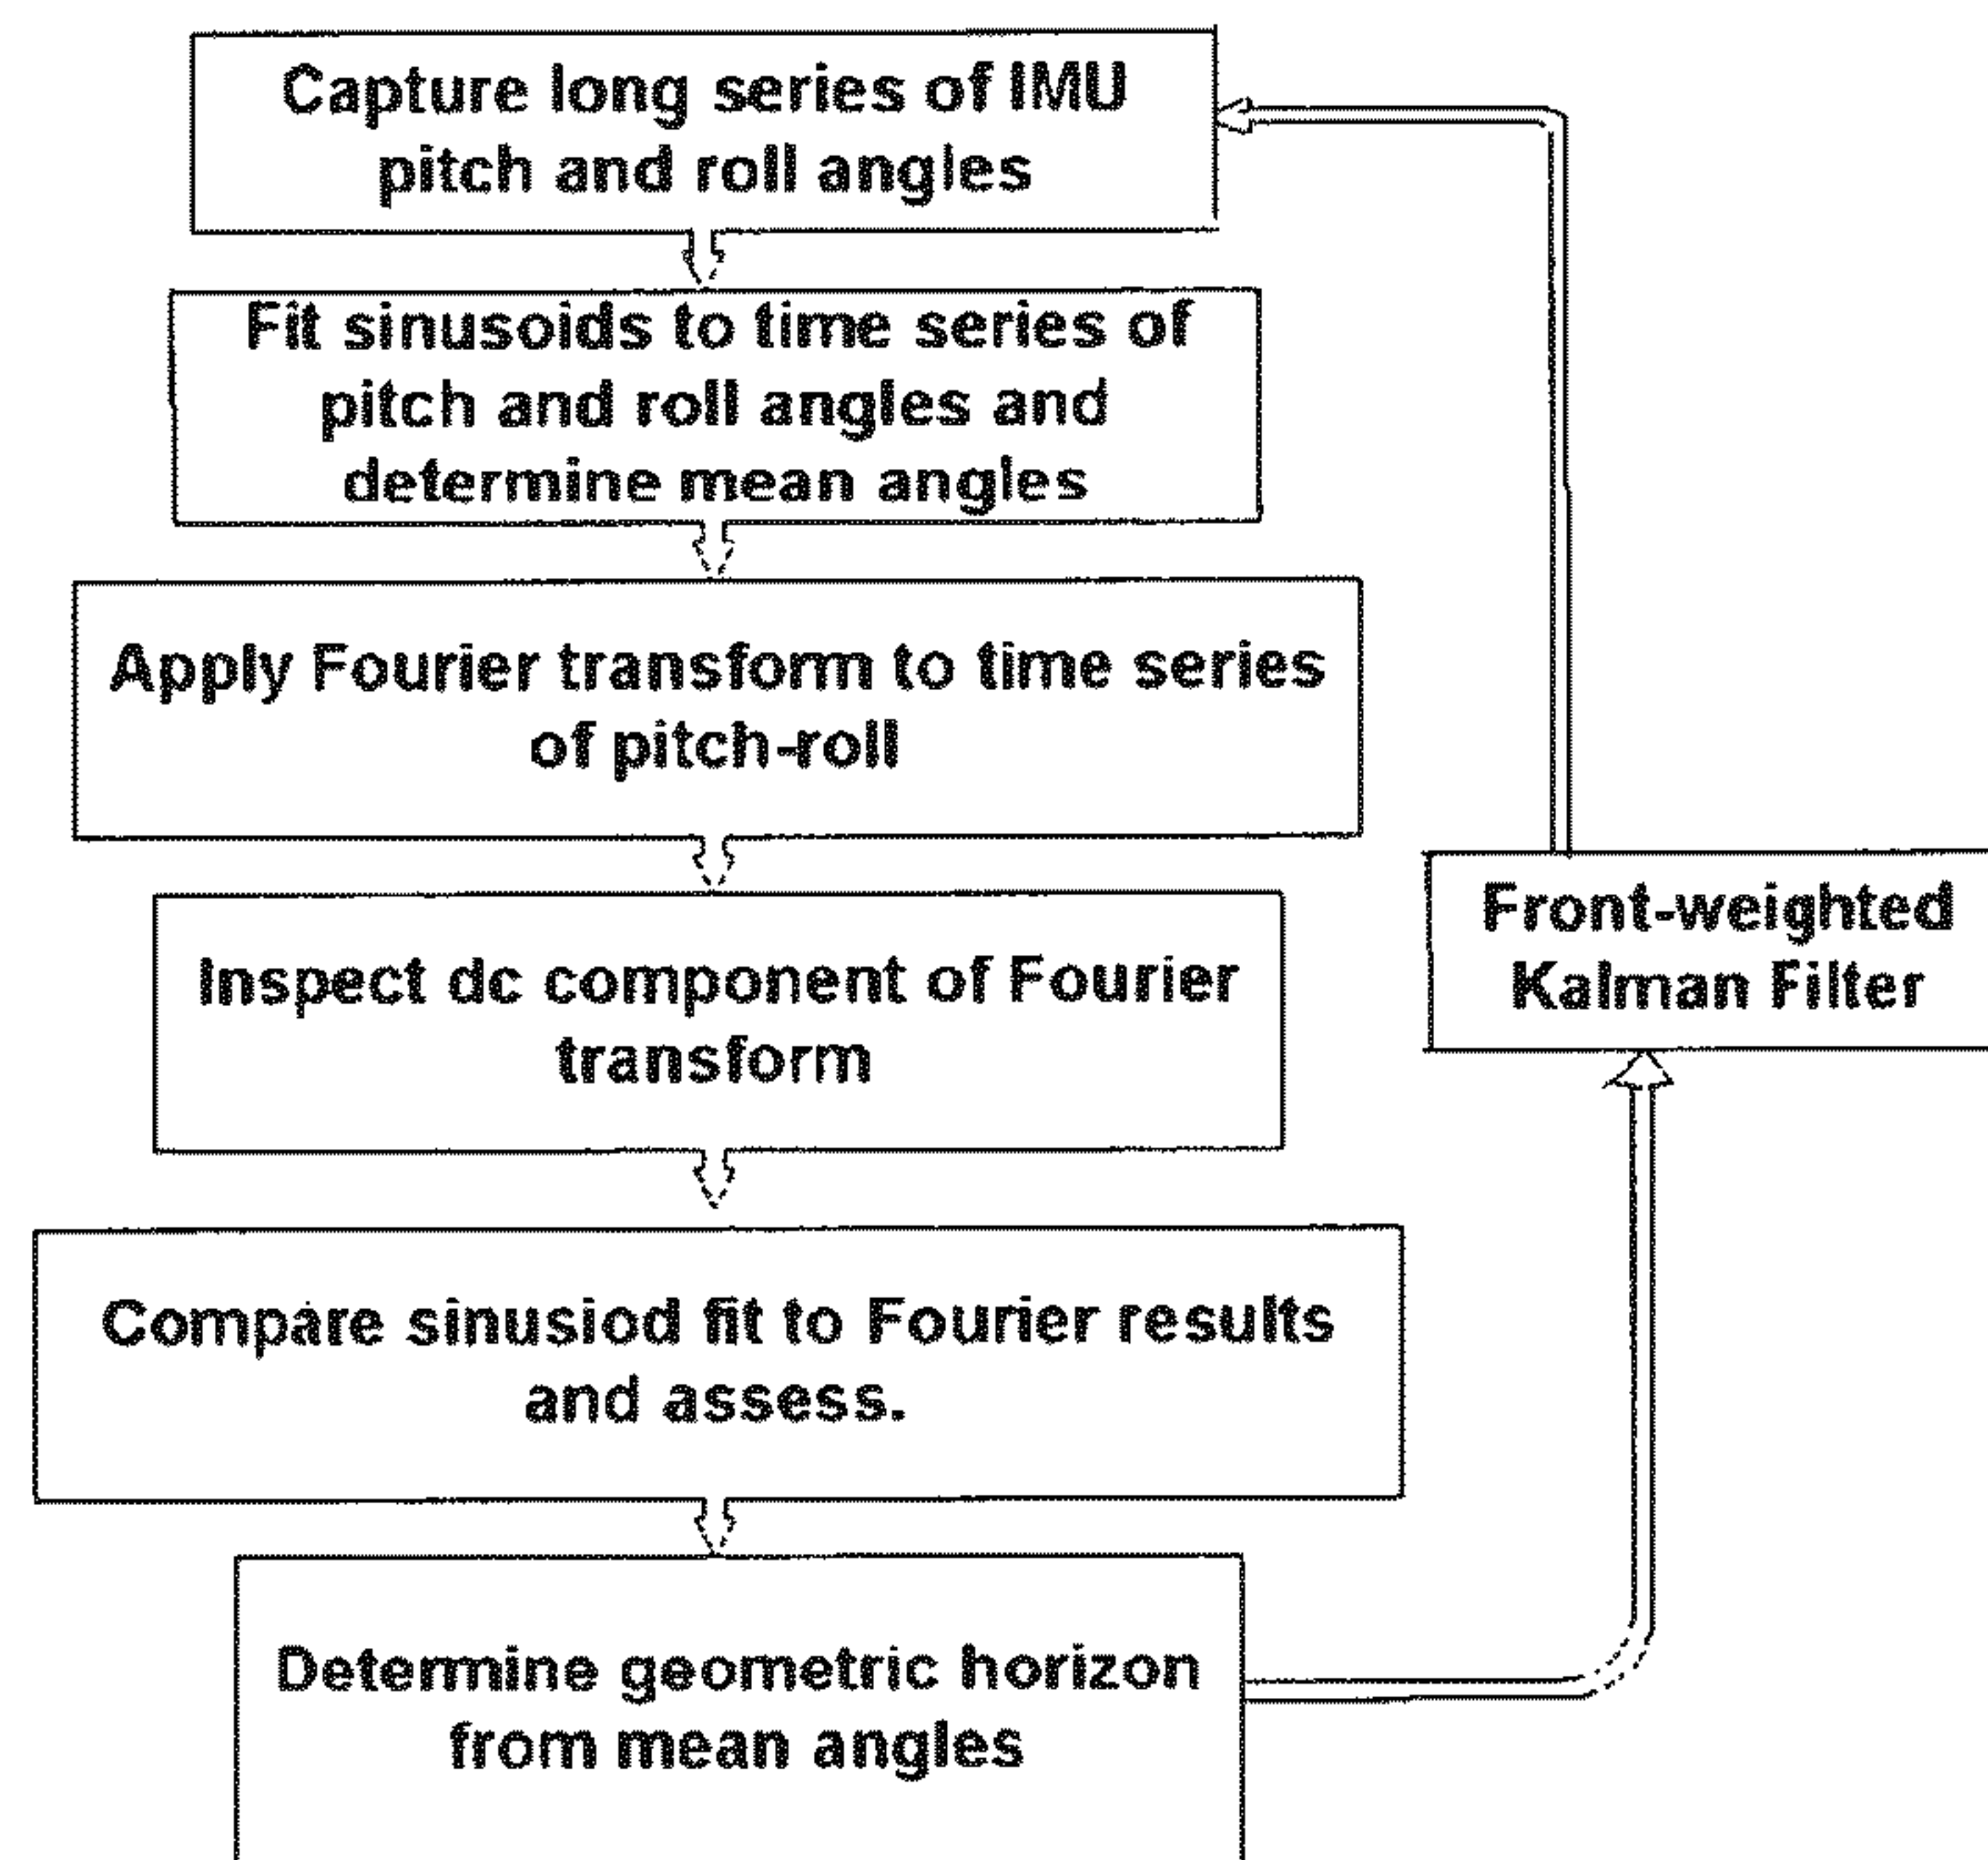 Capture long series of IMU
pitch and roll angles
Fit sinusoids to time series of
pitch and roll angles and
determine mean angles
Apply Fourier transform to time series
of pitch-roll
Inspect dc component of Fourier
transform
Compare sinusiod fit to Fourier results
and assess.
Determine geometric horizon
from mean angles
Front-weighted
Kalman Filter